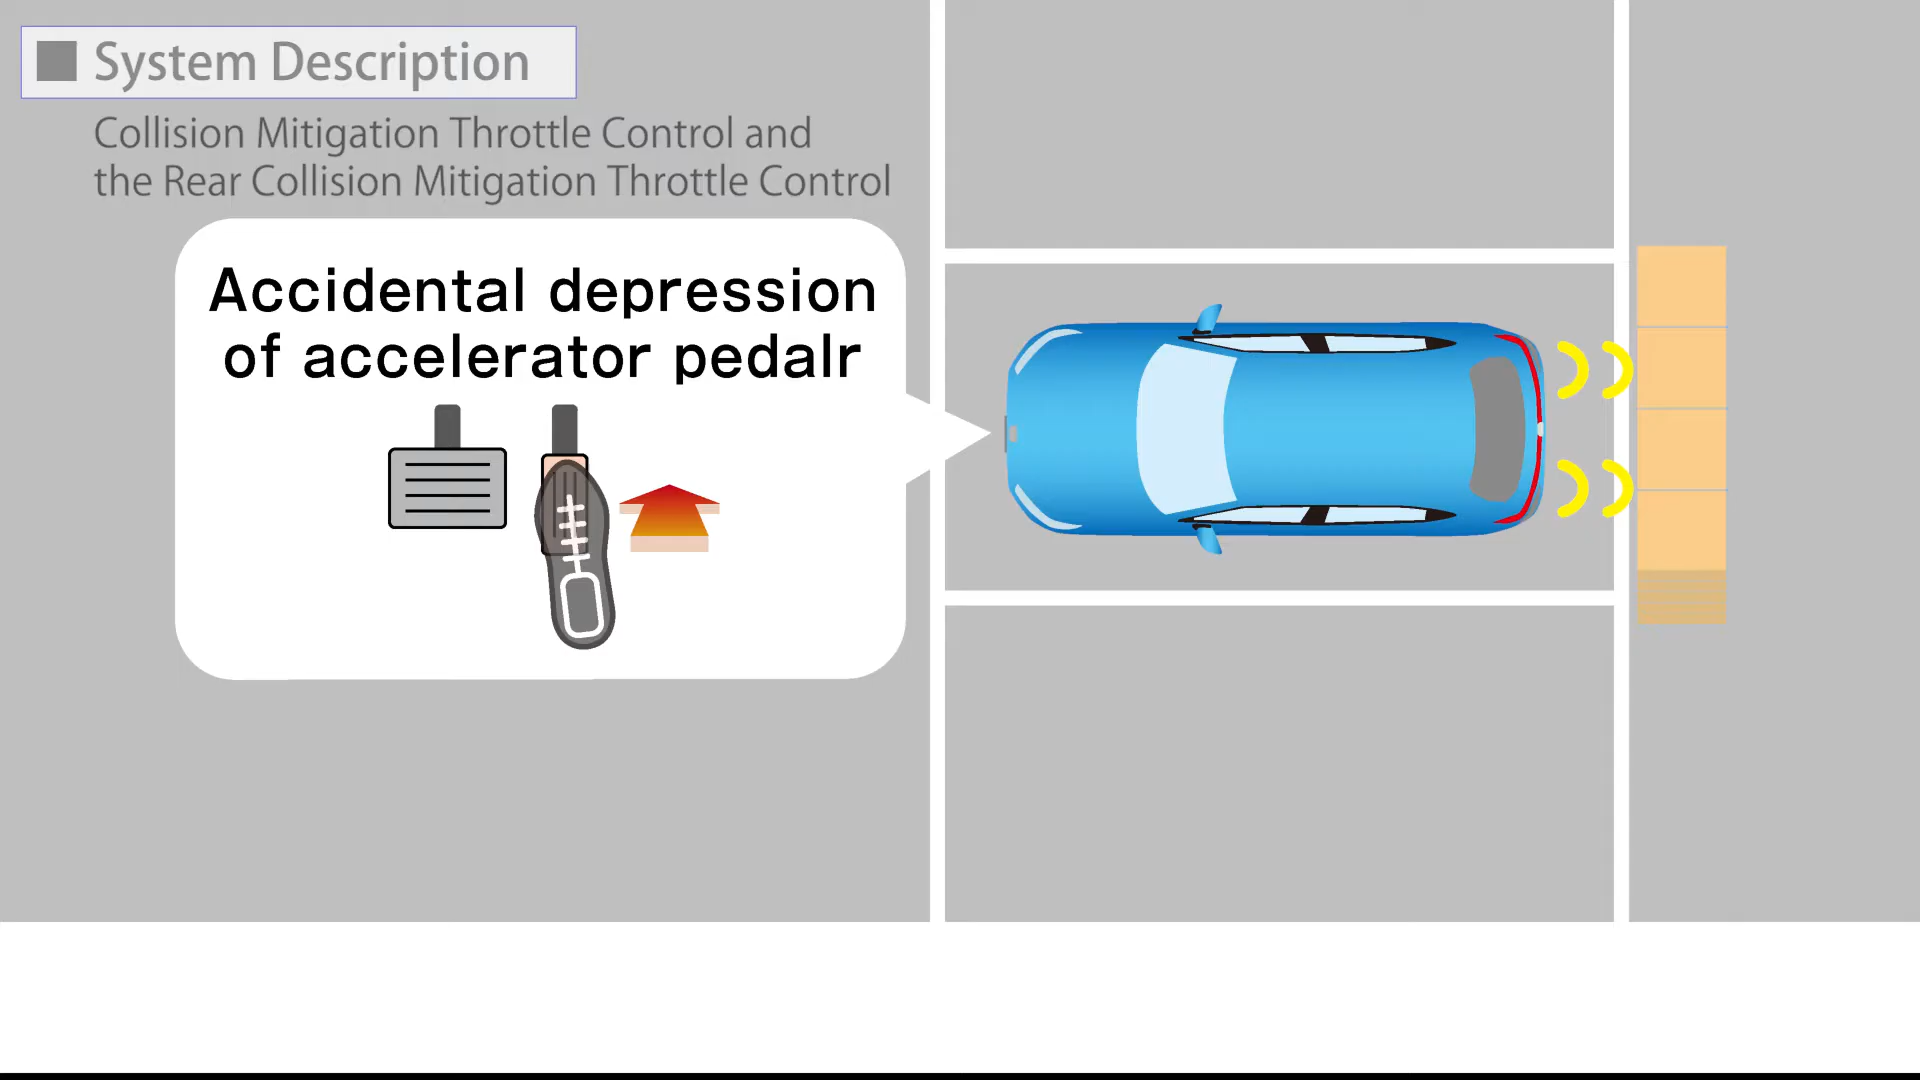 System Description
Collision Mitigation Throttle Control and
the Rear Collision Mitigation Throttle Control
Accidental depression
of accelerator pedalr